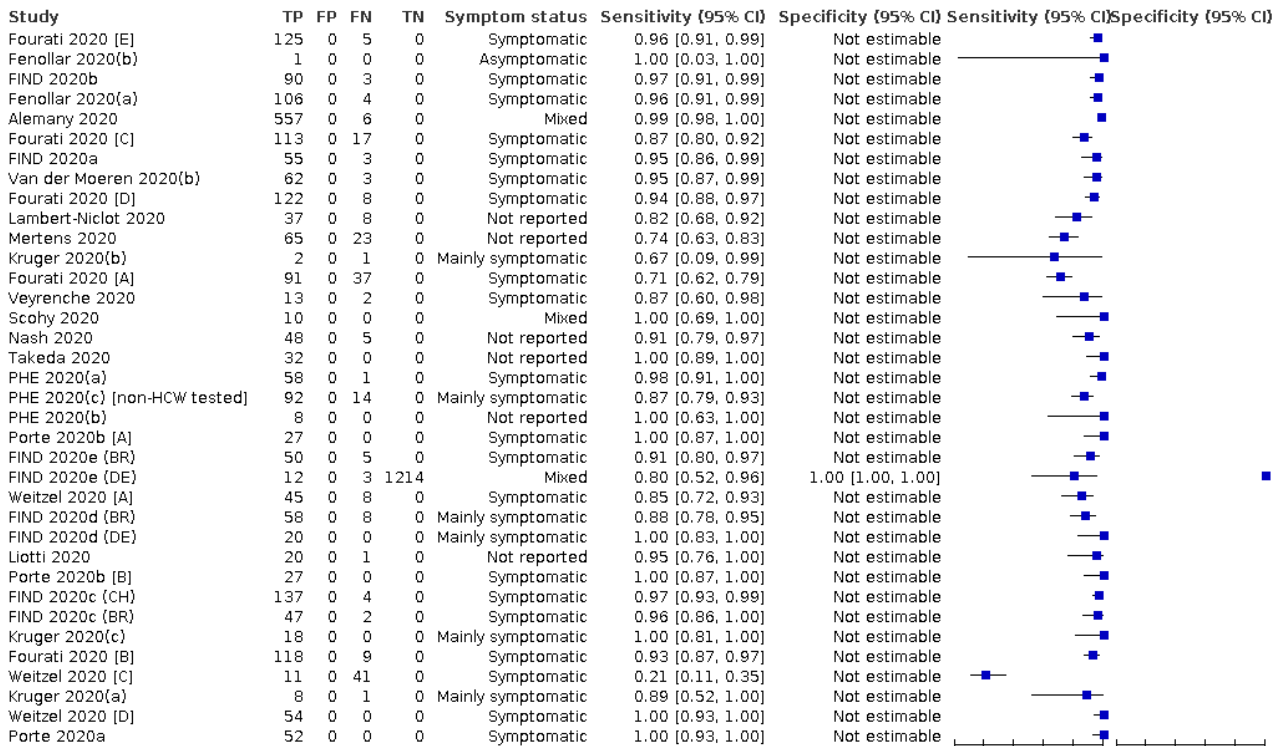 Study TP FP FN TN Symptom status Sensitivity (95% CI) Specificity (95% CI) Sensitivity (95% CI) Specificity (95% CI)
Fourati 2020 [E] 125 0 5 0 Symptomatic 0.96 [0.91, 0.99] Not estimable
Fenollar 2020(b) 1 0 0 0 Asymptomatic 1.00 [0.03, 1.00] Not estimable
FIND 2020b 90 0 3 0 Symptomatic 0.97 [0.91, 0.99] Not estimable
Fenollar 2020(a) 106 0 4 0 Symptomatic 0.96 [0.91, 0.99] Not estimable
Alemany 2020 557 0 6 0 Mixed 0.99 [0.98, 1.00] Not estimable
Fourati 2020 [C] 113 0 17 0 Symptomatic 0.87 [0.80, 0.92] Not estimable
FIND 2020a 55 0 3 0 Symptomatic 0.95 [0.86, 0.99] Not estimable
Van der Moeren 2020(b) 62 0 3 0 Symptomatic 0.95 [0.87, 0.99] Not estimable
Fourati 2020 [D] 122 0 8 0 Symptomatic 0.94 [0.88, 0.97] Not estimable
Lambert-Niclot 2020 37 0 8 0 Not reported 0.82 [0.68, 0.92] Not estimable
Mertens 2020 65 0 23 0 Not reported 0.74 [0.63, 0.83] Not estimable
Kruger 2020(b) 2 0 1 0 Mainly symptomatic 0.67 [0.09, 0.99] Not estimable
Fourati 2020 [A] 91 0 37 0 Symptomatic 0.71 [0.62, 0.79] Not estimable
Veyrenche 2020 13 0 2 0 Symptomatic 0.87 [0.60, 0.98] Not estimable
Scohy 2020 10 0 0 0 Mixed 1.00 [0.69, 1.00] Not estimable
Nash 2020 48 0 5 0 Not reported 0.91 [0.79, 0.97] Not estimable
Takeda 2020 32 0 0 0 Not reported 1.00 [0.89, 1.00] Not estimable
PHE 2020(a) 58 0 1 0 Symptomatic 0.98 [0.91, 1.00] Not estimable
PHE 2020(c) [non-HCW tested] 92 0 14 0 Mainly symptomatic 0.87 [0.79, 0.93] Not estimable
PHE 2020(b) 8 0 0 0 Not reported 1.00 [0.63, 1.00] Not estimable
Porte 2020b [A] 27 0 0 0 Symptomatic 1.00 [0.87, 1.00] Not estimable
FIND 2020e (BR) 50 0 5 0 Symptomatic 0.91 [0.80, 0.97] Not estimable
FIND 2020e (DE) 12 0 3 1214 Mixed 0.80 [0.52, 0.96] 1.00 [1.00, 1.00]
Weitzel 2020 [A] 45 0 8 0 Symptomatic 0.85 [0.72, 0.93] Not estimable
FIND 2020d (BR) 58 0 8 0 Mainly symptomatic 0.88 [0.78, 0.95] Not estimable
FIND 2020d (DE) 20 0 0 0 Mainly symptomatic 1.00 [0.83, 1.00] Not estimable
Liotti 2020 20 0 1 0 Not reported 0.95 [0.76, 1.00] Not estimable
Porte 2020b [B] 27 0 0 0 Symptomatic 1.00 [0.87, 1.00] Not estimable
FIND 2020c (CH) 137 0 4 0 Symptomatic 0.97 [0.93, 0.99] Not estimable
FIND 2020c (BR) 47 0 2 0 Symptomatic 0.96 [0.86, 1.00] Not estimable
Kruger 2020(c) 18 0 0 0 Mainly symptomatic 1.00 [0.81, 1.00] Not estimable
Fourati 2020 [B] 118 0 9 0 Symptomatic 0.93 [0.87, 0.97] Not estimable
Weitzel 2020 [C] 11 0 41 0 Symptomatic 0.21 [0.11, 0.35] Not estimable
Kruger 2020(a) 8 0 1 0 Mainly symptomatic 0.89 [0.52, 1.00] Not estimable
Weitzel 2020 [D] 54 0 0 0 Symptomatic 1.00 [0.93, 1.00] Not estimable
Porte 2020a 52 0 0 0 Symptomatic 1.00 [0.93, 1.00] Not estimable